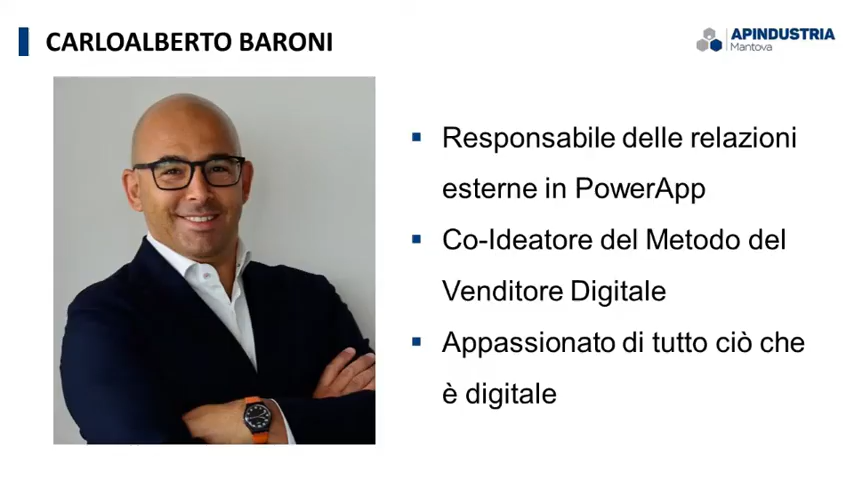 CARLOALBERTO BARONI
APINDUSTRIA
Mantova
▪ Responsabile delle relazioni
esterne in PowerApp
▪ Co-Ideatore del Metodo del
Venditore Digitale
▪ Appassionato di tutto ciò che
è digitale